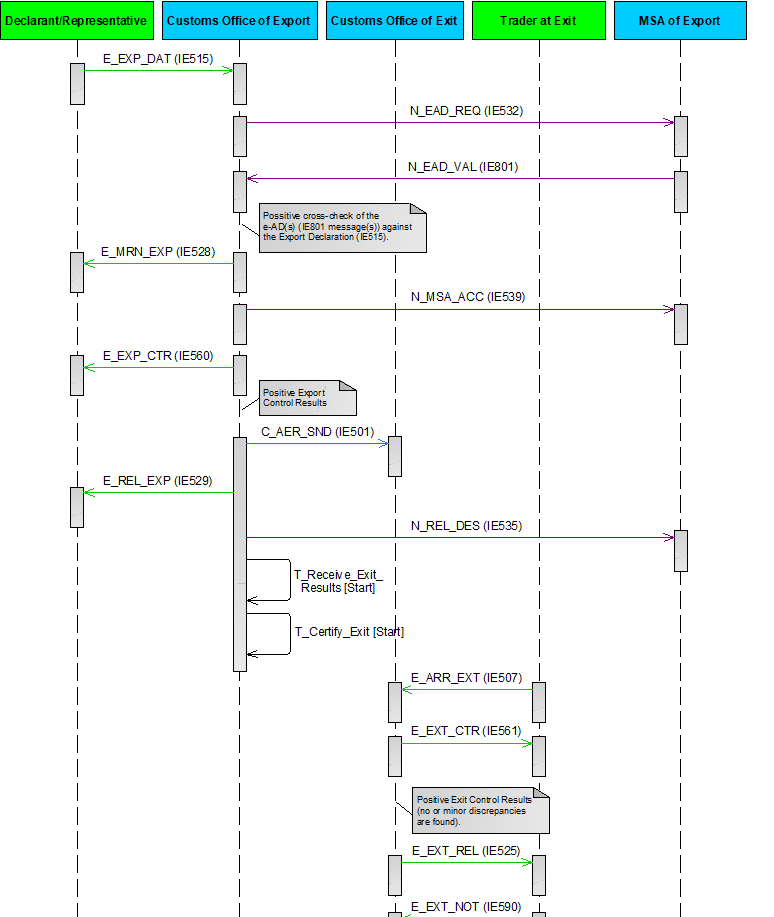 Declarant/Representative
Customs Office of Export
Customs Office of Exit
Trader at Exit
MSA of Export
E_EXP_DAT (IE515)
N_EAD_REQ (IE532)
N_EAD_VAL (IE801)
Possitive cross-check of the
e-AD(s) (IE801 message(s)) against
the Export Declaration (IE515).
E_MRN_EXP (IE528)
N_MSA_ACC (IE539)
E_EXP_CTR (IE560)
Positive Export
Control Results
C_AER_SND (IE501)
E_REL_EXP (IE529)
N_REL_DES (IE535)
T_Receive_Exit_
Results [Start]
T_Certify_Exit [Start]
E_ARR_EXT (IE507)
E_EXT_CTR (IE561)
Positive Exit Control Results
(no or minor discrepancies
are found).
E_EXT_REL (IE525)
E_EXT_NOT (IE590)